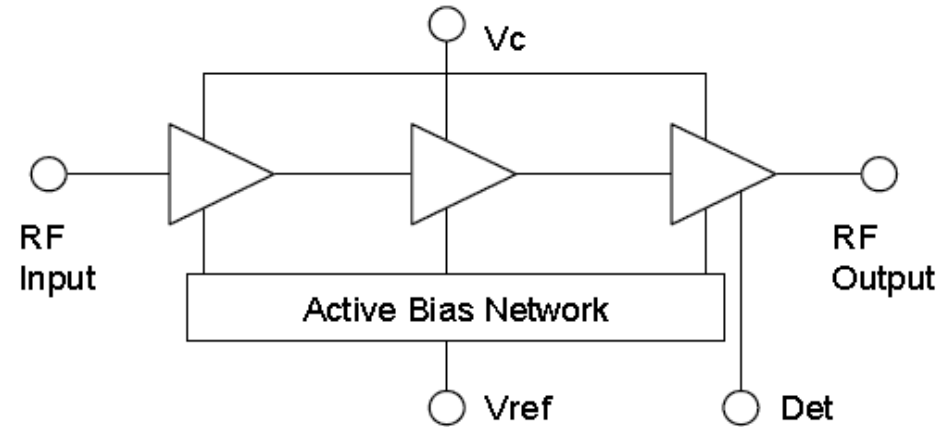 Vc
RF
Input
RF
Output
Active Bias Network
Vref
Det